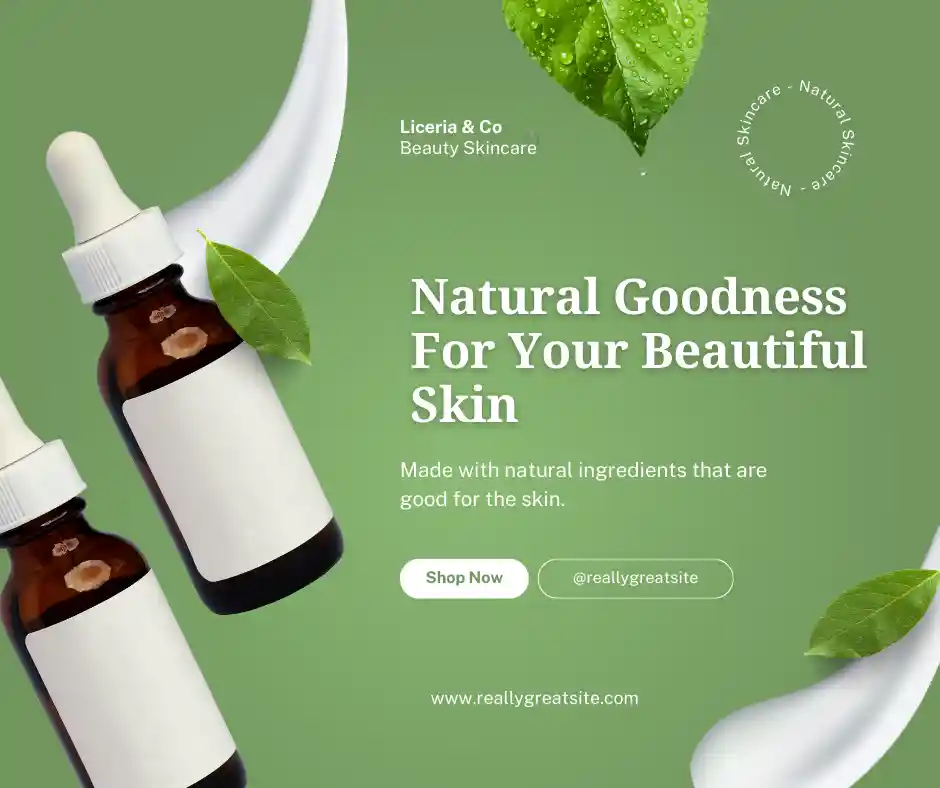 Liceria & Co
Beauty Skincare
Natural Skincare - Natural Skincare -
Natural Goodness
For Your Beautiful
Skin
Made with natural ingredients that are
good for the skin.
Shop Now
@reallygreatsite
www.reallygreatsite.com